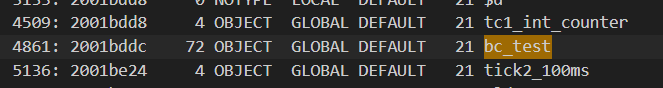 4509: 2001bdd8     4 OBJECT  GLOBAL DEFAULT   21 tc1_int_counter
4861: 2001bddc    72 OBJECT  GLOBAL DEFAULT   21 bc_test
5136: 2001be24     4 OBJECT  GLOBAL DEFAULT   21 tick2_100ms